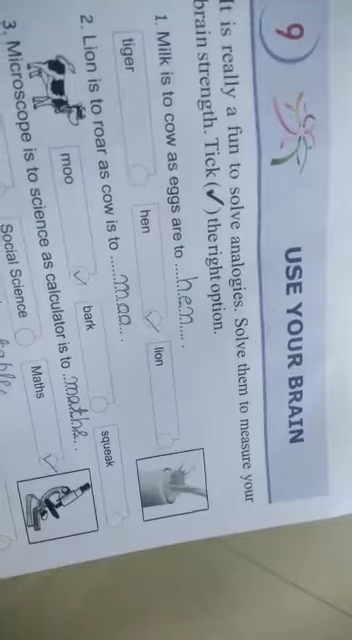 9
USE YOUR BRAIN
It is really a fun to solve analogies. Solve them to measure your
brain strength. Tick (✓) the right option.
1. Milk is to cow as eggs are to ....hen.....
tiger hen lion
2. Lion is to roar as cow is to ......moo...
moo bark squeak
3. Microscope is to science as calculator is to ..maths...
Social Science Maths